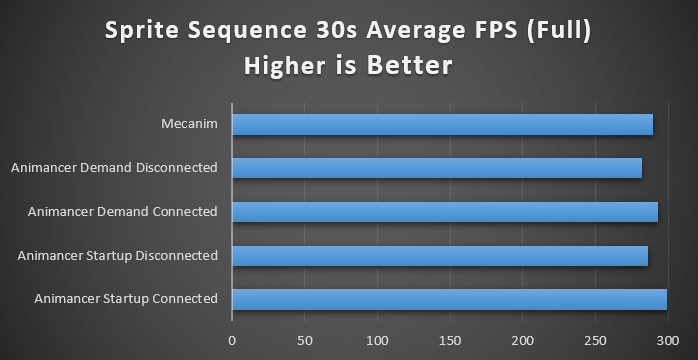 Sprite Sequence 30s Average FPS (Full)
Higher is Better
Mecanim
Animancer Demand Disconnected
Animancer Demand Connected
Animancer Startup Disconnected
Animancer Startup Connected
0 50 100 150 200 250 300